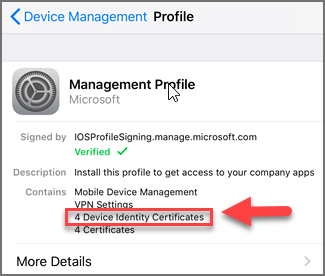 Device Management Profile
Management Profile
Microsoft
Signed by IOSProfileSigning.manage.microsoft.com
Verified
Description Install this profile to get access to your company apps
Contains Mobile Device Management
VPN Settings
4 Device Identity Certificates
4 Certificates
More Details